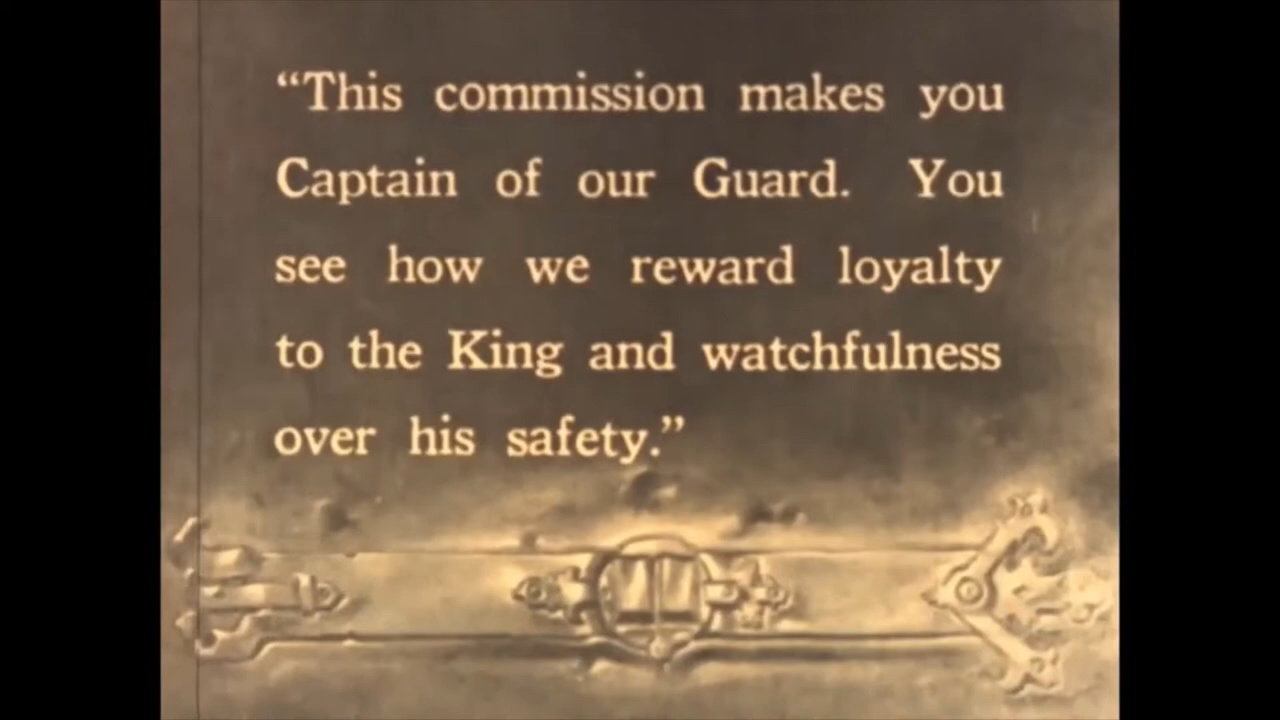 “This commission makes you
Captain of our Guard. You
see how we reward loyalty
to the King and watchfulness
over his safety.”